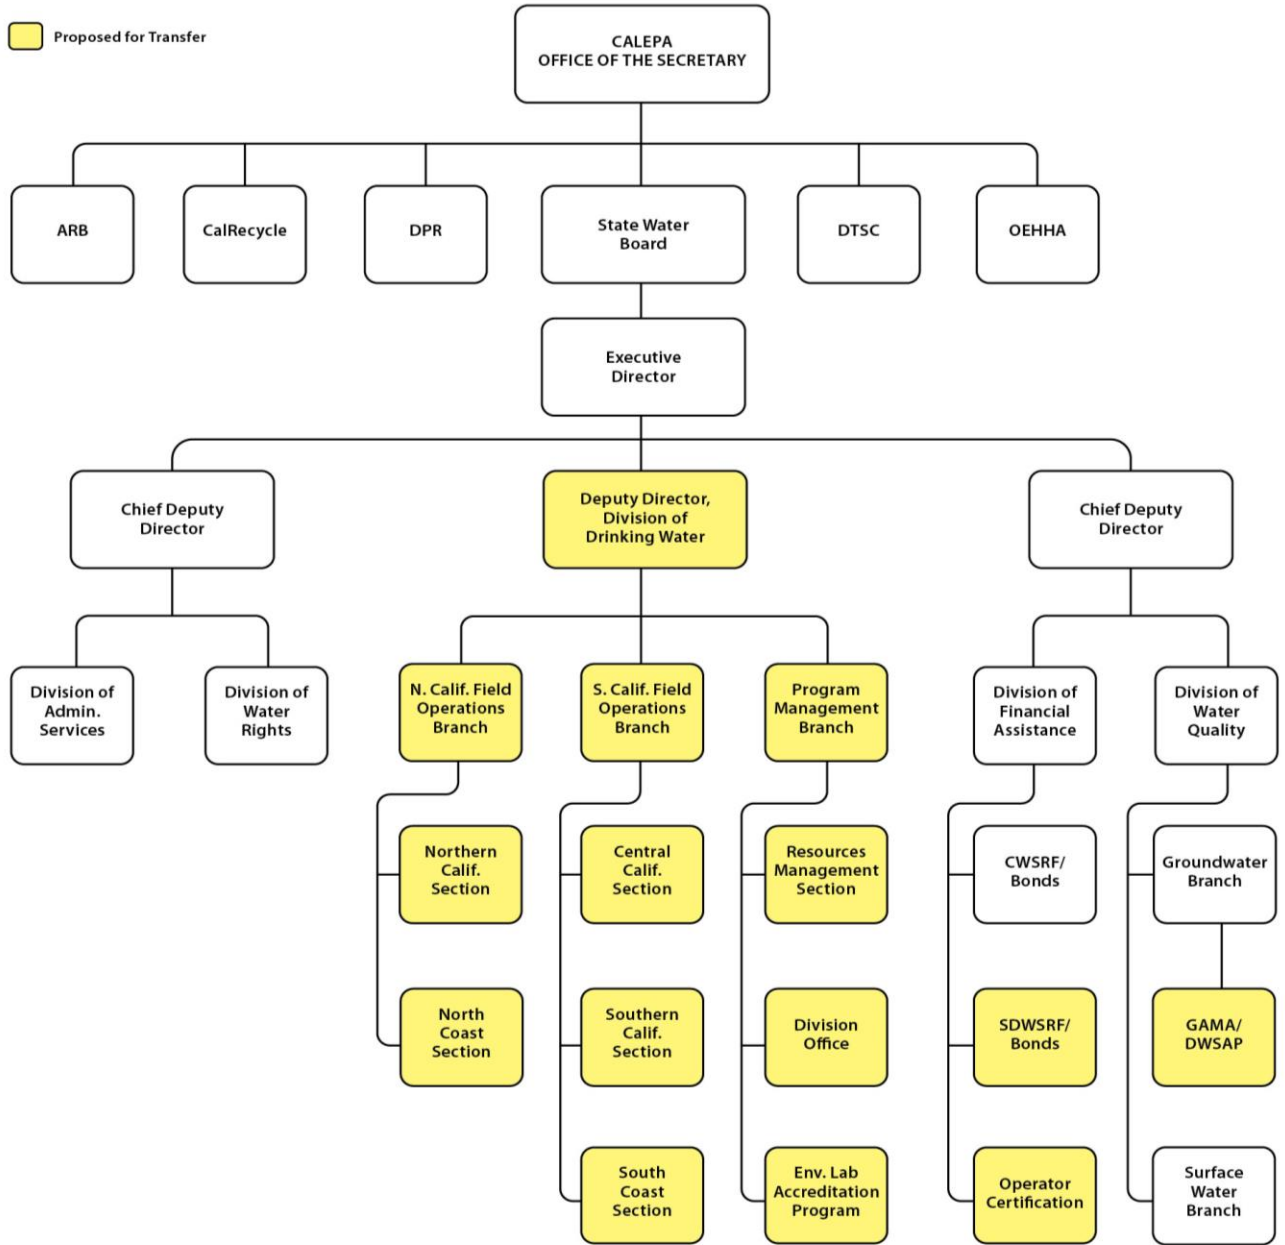 Proposed for Transfer
CALEPA
OFFICE OF THE SECRETARY
ARB
CalRecycle
DPR
State Water
Board
DTSC
OEHHA
Executive
Director
Chief Deputy
Director
Deputy Director,
Division of
Drinking Water
Chief Deputy
Director
Division of
Admin.
Services
Division of
Water
Rights
N. Calif. Field
Operations
Branch
S. Calif. Field
Operations
Branch
Program
Management
Branch
Division of
Financial
Assistance
Division of
Water
Quality
Northern
Calif.
Section
Central
Calif.
Section
Resources
Management
Section
CWSRF/
Bonds
Groundwater
Branch
North
Coast
Section
Southern
Calif.
Section
Division
Office
SDWSRF/
Bonds
GAMA/
DWSAP
South
Coast
Section
Env. Lab
Accreditation
Program
Operator
Certification
Surface
Water
Branch